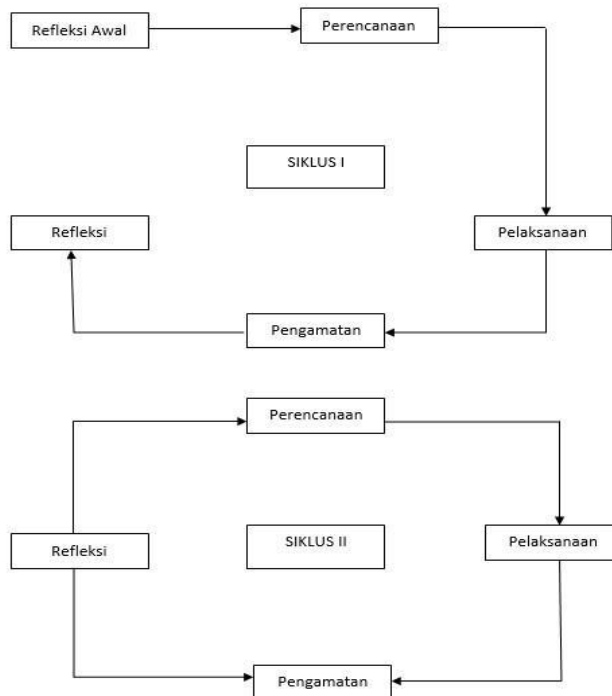 Refleksi Awal
Perencanaan
SIKLUS I
Refleksi
Pelaksanaan
Pengamatan
Perencanaan
Refleksi
SIKLUS II
Pelaksanaan
Pengamatan